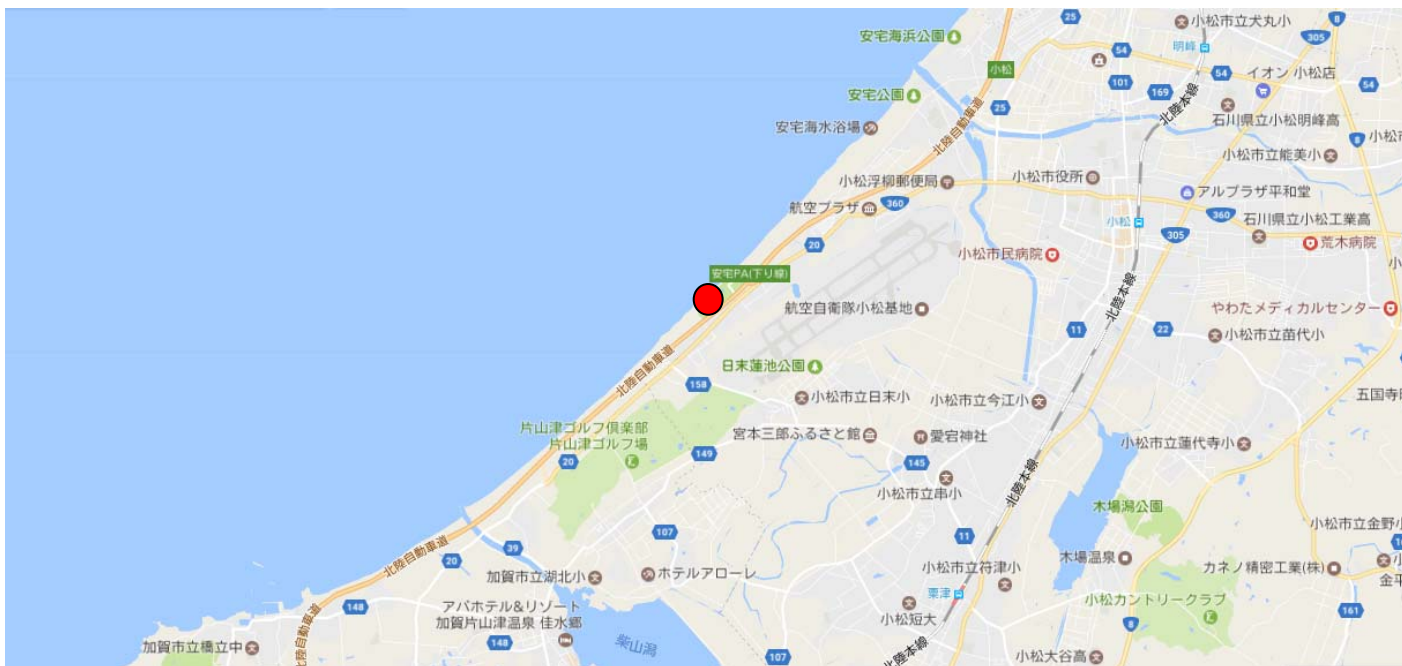 25
小松市立犬丸小
8
305
安宅海浜公園
明峰
54
小松
イオン 小松店
54
101
169
54
安宅公園
25
石川県立小松明峰高
北陸本線
安宅海水浴場
北陸自動車道
8
小松市立能美小
小松浮柳郵便局
小松市役所
アルプラザ平和堂
航空プラザ
360
小松
360
石川県立小松工業高
305
20
小松市民病院
荒木病院
安宅PA(下り線)
北陸本線
航空自衛隊小松基地
やわたメディカルセンター
11
22
小松市立苗代小
北陸自動車道
日末蓮池公園
158
小松市立日末小
小松市立今江小
片山津ゴルフ倶楽部
片山津ゴルフ場
宮本三郎ふるさと館
愛宕神社
小松市立蓮代寺小
20
149
145
北陸本線
小松市立串小
木場潟公園
107
11
北陸自動車道
20
39
加賀市立湖北小
ホテルアローレ
小松市立符津小
木場温泉
カネノ精密工業(株)
粟津
小松カントリークラブ
148
アパホテル&リゾート
加賀片山津温泉 佳水郷
小松短大
8
161
加賀市立橋立中
148
柴山潟
107
北陸本線
小松大谷高
北陸自動車道